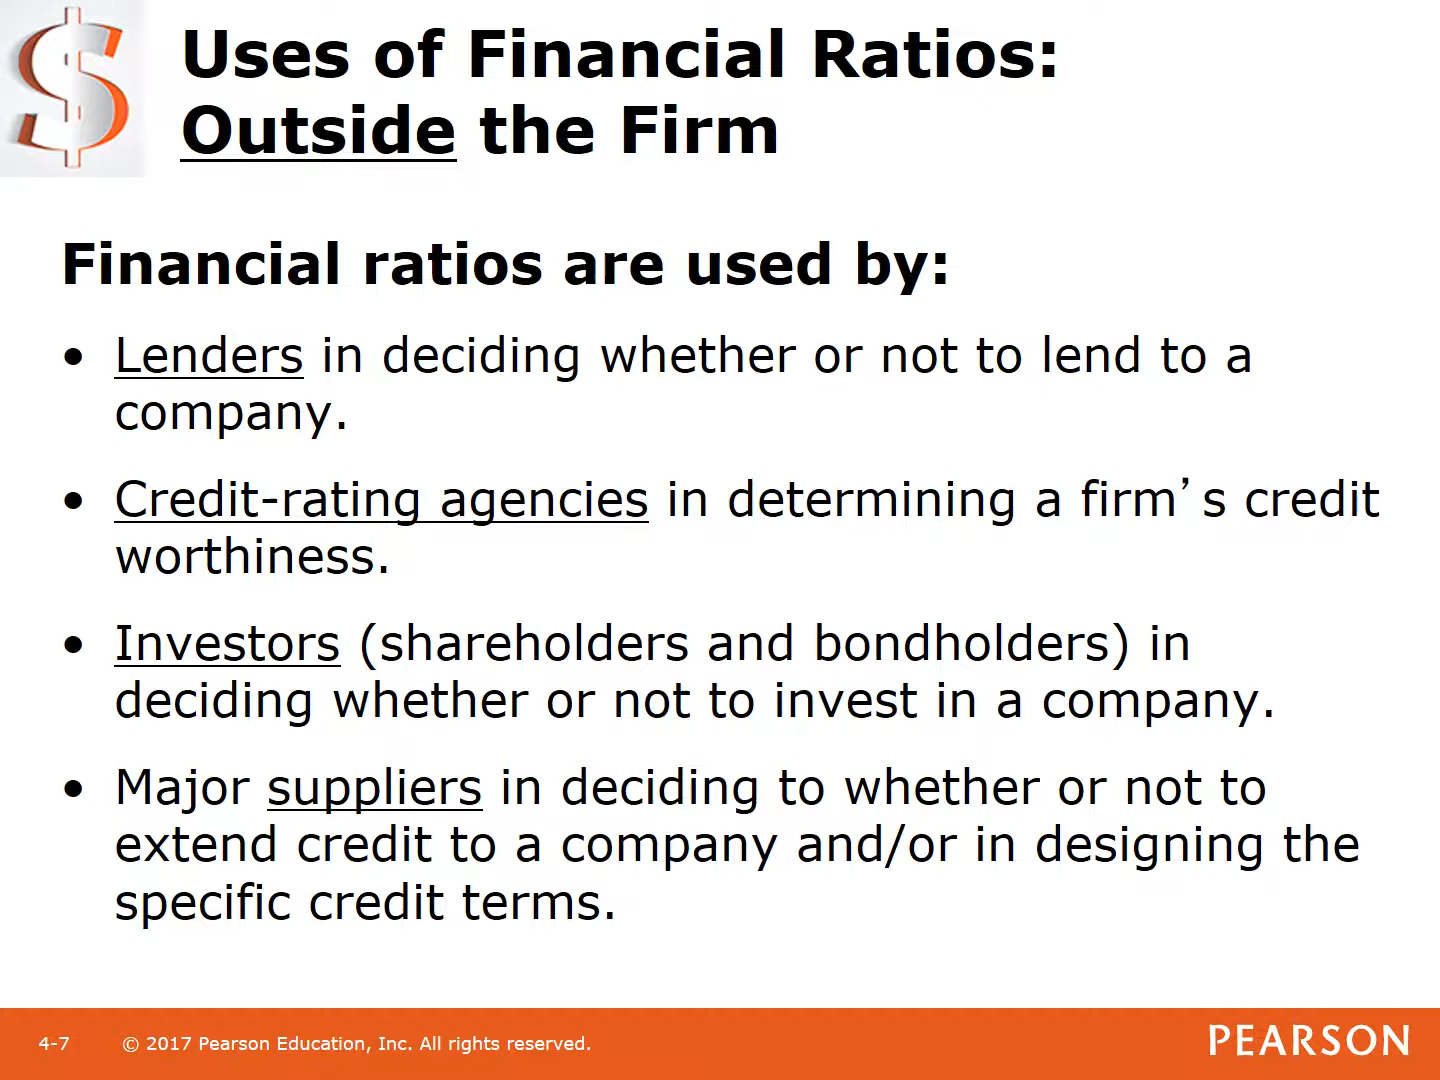 Uses of Financial Ratios:
Outside the Firm
Financial ratios are used by:
• Lenders in deciding whether or not to lend to a
company.
• Credit-rating agencies in determining a firm’s credit
worthiness.
• Investors (shareholders and bondholders) in
deciding whether or not to invest in a company.
• Major suppliers in deciding to whether or not to
extend credit to a company and/or in designing the
specific credit terms.
4-7 © 2017 Pearson Education, Inc. All rights reserved. PEARSON